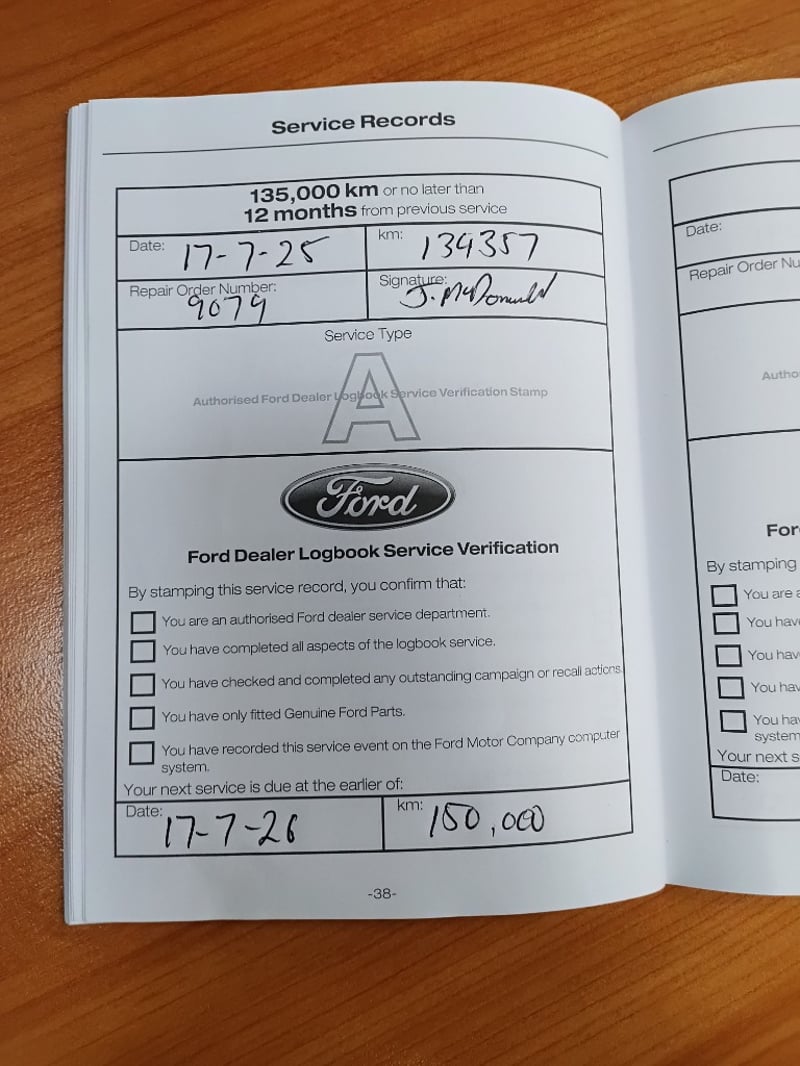 Service Records
135,000 km or no later than
12 months from previous service
Date: 17-7-25
km: 134357
Repair Order Number:
9079
Signature:
J. McDonald
Service Type
A
Authorised Ford Dealer Logbook Service Verification Stamp
Ford
Ford Dealer Logbook Service Verification
By stamping this service record, you confirm that:
You are an authorised Ford dealer service department.
You have completed all aspects of the logbook service.
You have checked and completed any outstanding campaign or recall actions.
You have only fitted Genuine Ford Parts.
You have recorded this service event on the Ford Motor Company computer
system.
Your next service is due at the earlier of:
Date: 17-7-26
km: 150,000
-38-
Date:
Repair Order Nu
Autho
For
By stamping
You are a
You have
You hav
You hav
You ha
system
Your next s
Date: